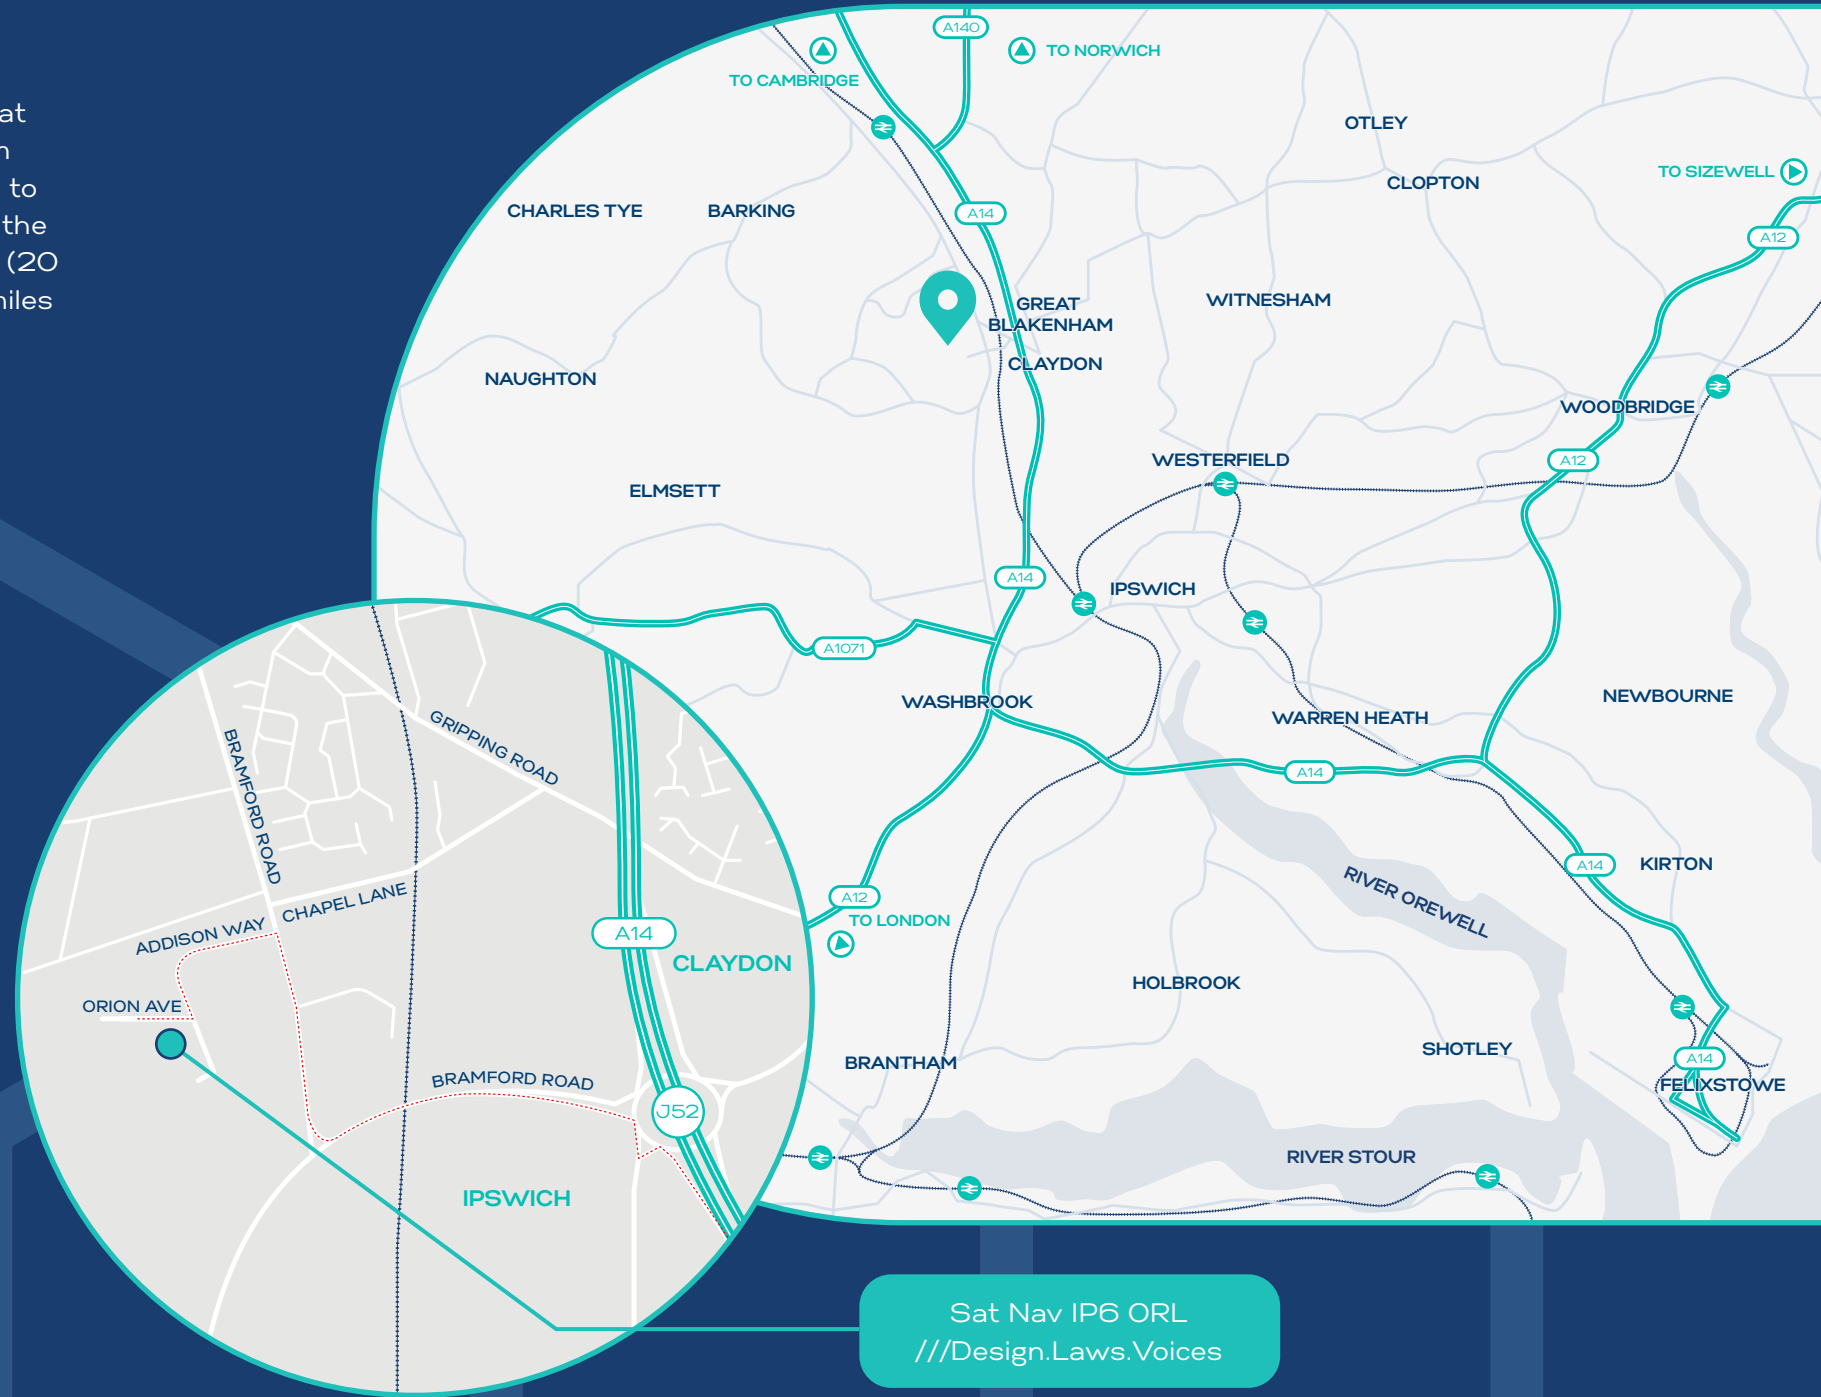 at
to
the
(20
A140
TO NORWICH
TO CAMBRIDGE
OTLEY
CLOPTON
TO SIZEWELL
CHARLES TYE
BARKING
A14
A12
GREAT
BLAKENHAM
WITNESHAM
CLAYDON
NAUGHTON
WOODBRIDGE
WESTERFIELD
A12
ELMSETT
A14
IPSWICH
A1071
WASHBROOK
NEWBOURNE
WARREN HEATH
A14
A14
KIRTON
A12
TO LONDON
RIVER OREWELL
HOLBROOK
SHOTLEY
BRANTHAM
A14
FELIXSTOWE
RIVER STOUR
GRIPPING ROAD
BRAMFORD ROAD
CHAPEL LANE
ADDISON WAY
A14
CLAYDON
ORION AVE
BRAMFORD ROAD
J52
IPSWICH
Sat Nav IP6 0RL
///Design.Laws.Voices